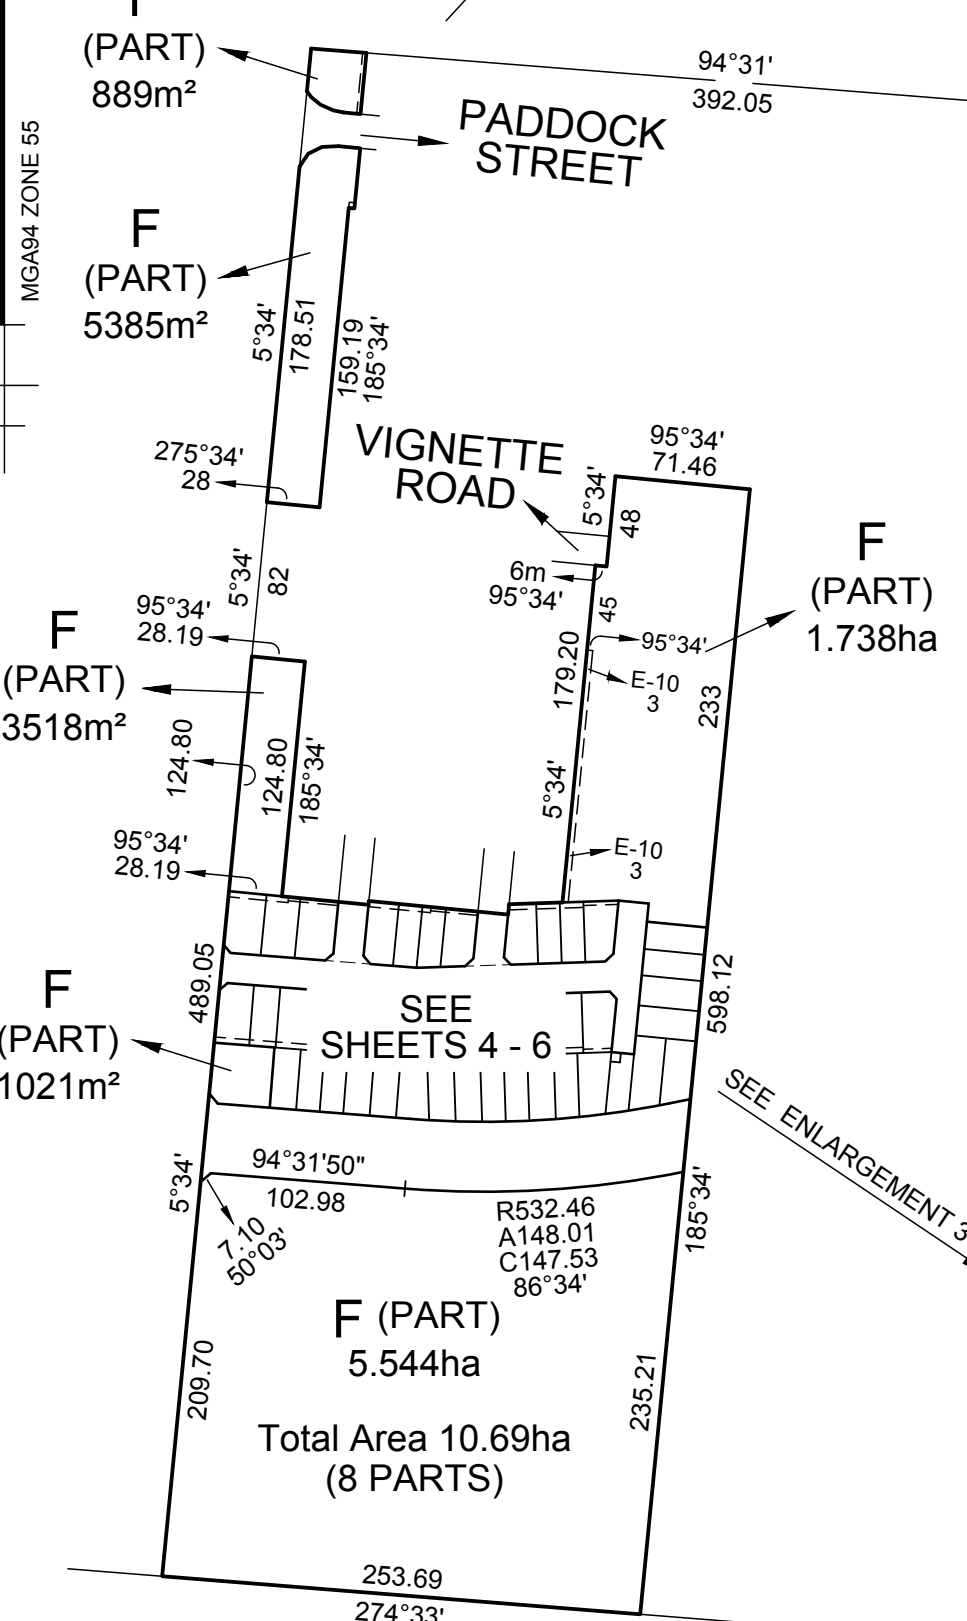 F
(PART)
889m²
94°31'
392.05
PADDOCK
STREET
MGA94 ZONE 55
F
(PART)
5385m²
5°34'
178.51
159.19
185°34'
275°34'
28
VIGNETTE
ROAD
95°34'
71.46
5°34'
48
6m
95°34'
45
F
(PART)
1.738ha
5°34'
82
95°34'
28.19
F
(PART)
3518m²
95°34'
179.20
E-10
3
233
124.80
124.80
185°34'
5°34'
95°34'
28.19
E-10
3
489.05
598.12
F
(PART)
1021m²
SEE
SHEETS 4 - 6
SEE ENLARGEMENT 3
5°34'
94°31'50"
102.98
7.10
50°03'
R532.46
A148.01
C147.53
86°34'
185°34'
F (PART)
5.544ha
209.70
235.21
Total Area 10.69ha
(8 PARTS)
253.69
274°33'